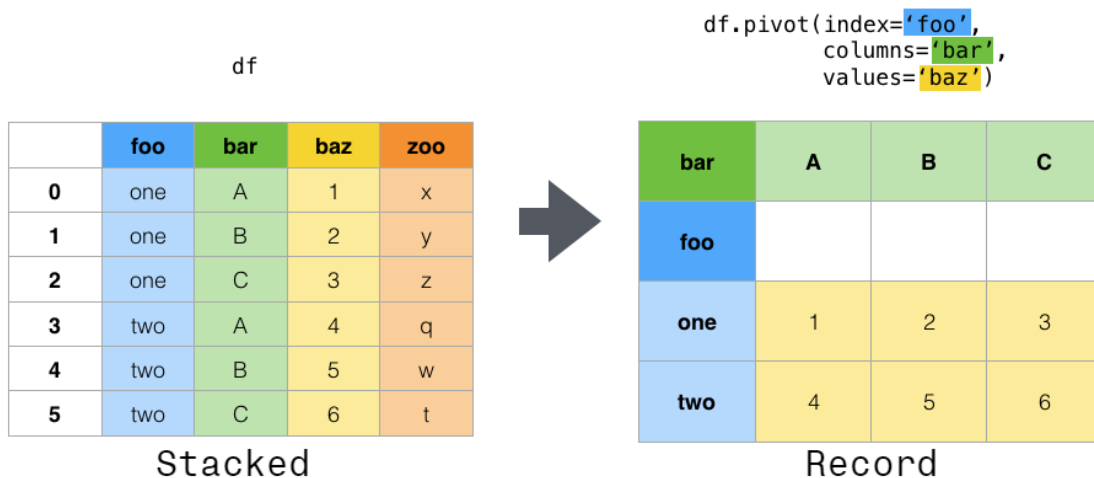 df
foo bar baz zoo
0 one A 1 x
1 one B 2 y
2 one C 3 z
3 two A 4 q
4 two B 5 w
5 two C 6 t
Stacked
df.pivot(index=‘foo’,
columns=‘bar’,
values=‘baz’)
bar A B C
foo
one 1 2 3
two 4 5 6
Record